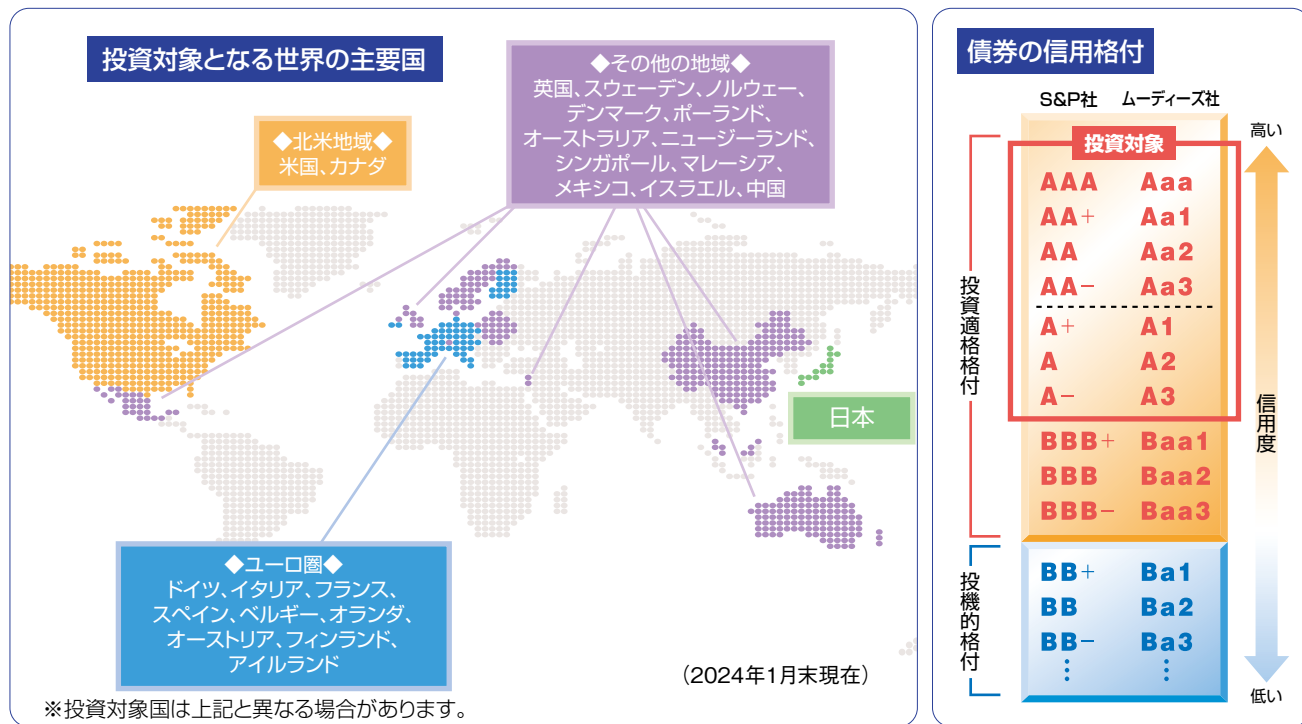 投資対象となる世界の主要国
◆北米地域◆
米国、カナダ
◆その他の地域◆
英国、スウェーデン、ノルウェー、
デンマーク、ポーランド、
オーストラリア、ニュージーランド、
シンガポール、マレーシア、
メキシコ、イスラエル、中国
日本
◆ユーロ圏◆
ドイツ、イタリア、フランス、
スペイン、ベルギー、オランダ、
オーストリア、フィンランド、
アイルランド
（2024年1月末現在）
※投資対象国は上記と異なる場合があります。
債券の信用格付
S&P社 ムーディーズ社
投資対象
AAA Aaa
AA+ Aa1
AA Aa2
AA− Aa3
A+ A1
A A2
A− A3
BBB+ Baa1
BBB Baa2
BBB− Baa3
BB+ Ba1
BB Ba2
BB− Ba3
⋮ ⋮
投資適格格付
投機的格付
高い
信用度
低い